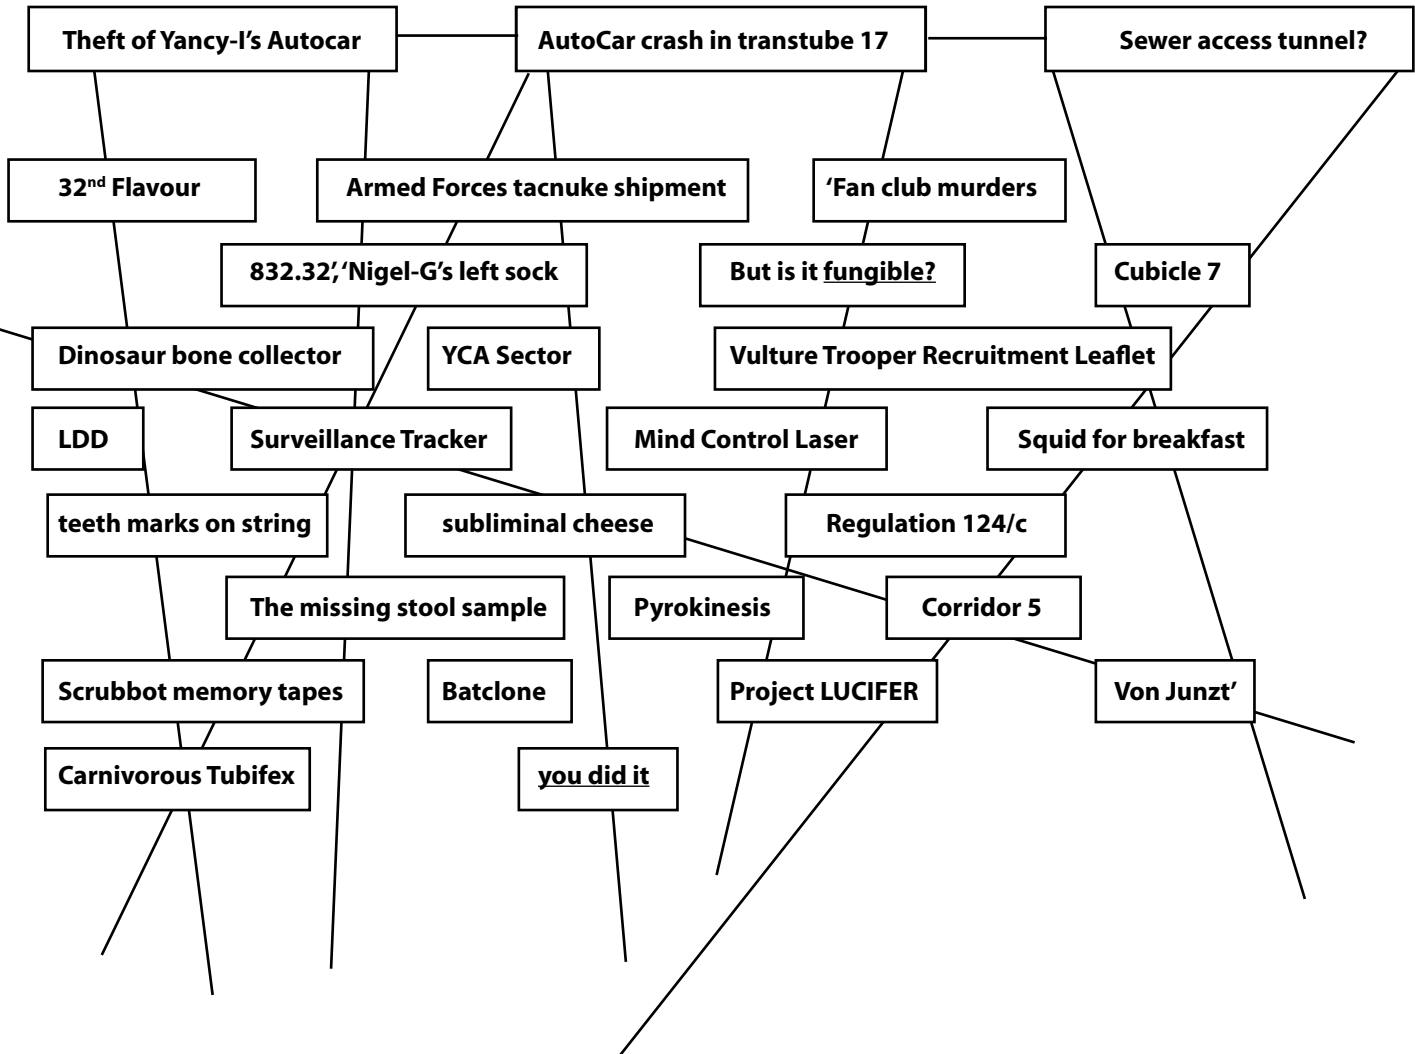 Theft of Yancy-I’s Autocar
AutoCar crash in transtube 17
Sewer access tunnel?
32nd Flavour
Armed Forces tacnuke shipment
‘Fan club murders
832.32’, ‘Nigel-G’s left sock
But is it fungible?
Cubicle 7
Dinosaur bone collector
YCA Sector
Vulture Trooper Recruitment Leaflet
LDD
Surveillance Tracker
Mind Control Laser
Squid for breakfast
teeth marks on string
subliminal cheese
Regulation 124/c
The missing stool sample
Pyrokinesis
Corridor 5
Scrubbot memory tapes
Batclone
Project LUCIFER
Von Junzt’
Carnivorous Tubifex
you did it